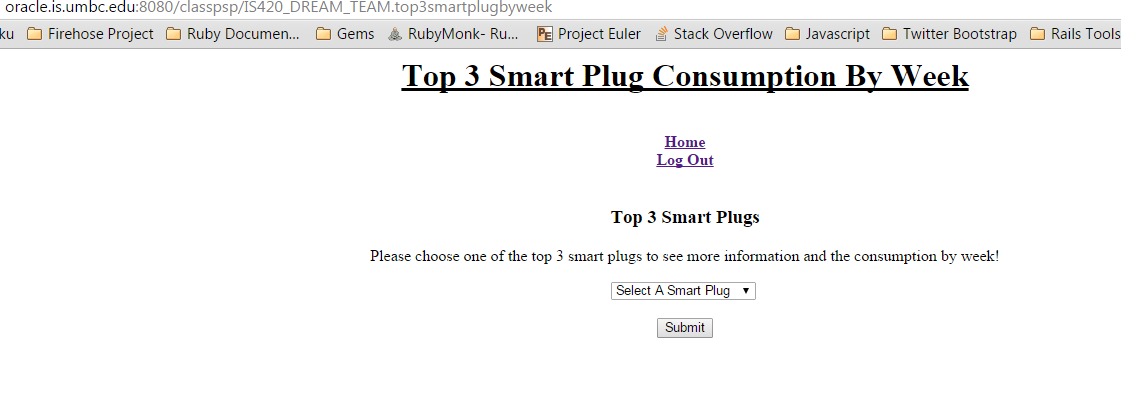 oracle.is.umbc.edu:8080/classpsp/IS420_DREAM_TEAM.top3smartplugbyweek
ku Firehose Project Ruby Documen... Gems RubyMonk- Ru... PE Project Euler Stack Overflow Javascript Twitter Bootstrap Rails Tools
Top 3 Smart Plug Consumption By Week
Home
Log Out
Top 3 Smart Plugs
Please choose one of the top 3 smart plugs to see more information and the consumption by week!
Select A Smart Plug
Submit